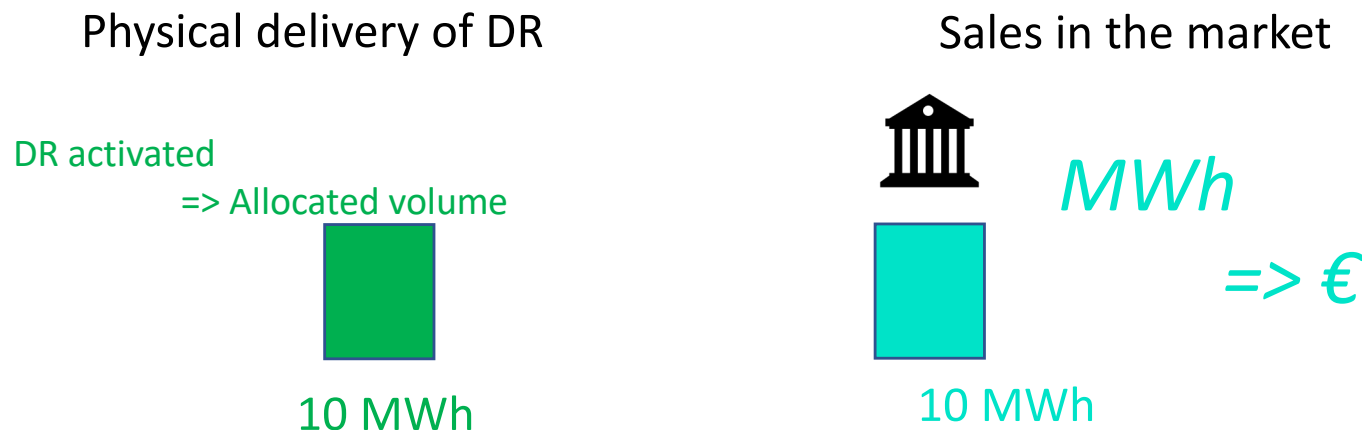 Physical delivery of DR
DR activated
=> Allocated volume
10 MWh
Sales in the market
MWh
=> €
10 MWh